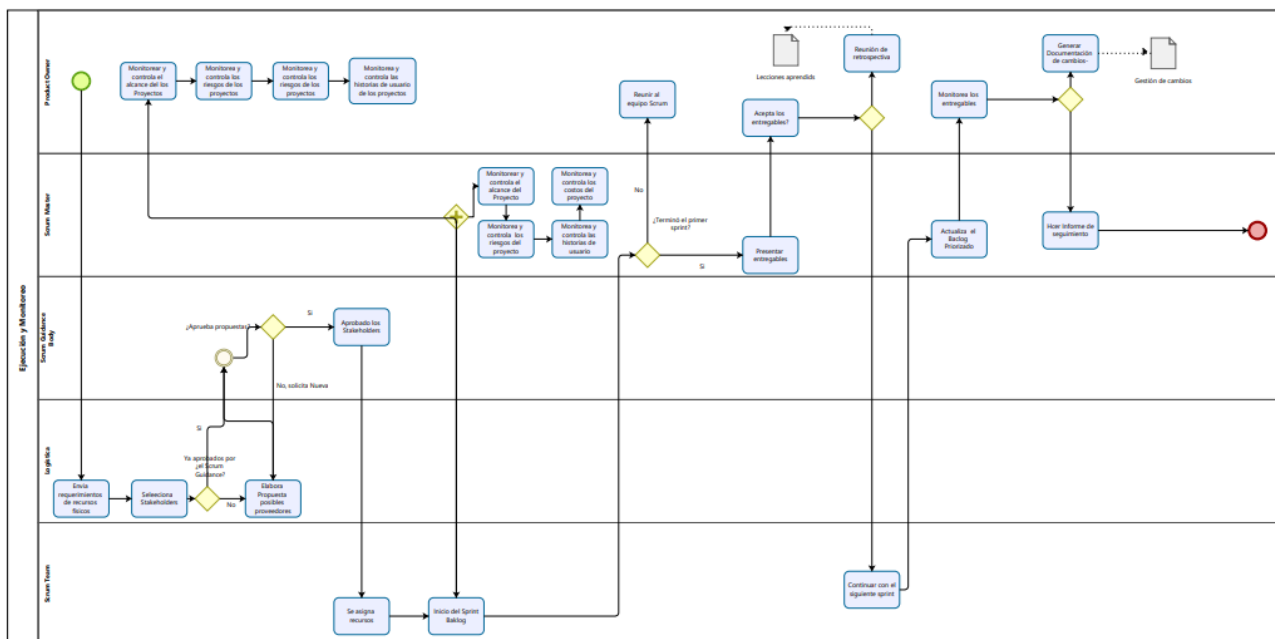 Ejecución y Monitoreo
Product Owner
Monitorear y
controla el
alcance del los
Proyectos
Monitorea y
controla los
riesgos de los
proyectos
Monitorea y
controla los
riesgos de los
proyectos
Monitorea y
controla las
historias de usuario
de los proyectos
Reunir al
equipo Scrum
Acepta los
entregables?
Lecciones aprendids
Reunión de
retrospectiva
Monitorea los
entregables
Generar
Documentación
de cambios-
Gestión de cambios
Scrum Master
Monitorear y
controla el
alcance del
Proyecto
Monitorea y
controla los
riesgos del
proyecto
Monitorea y
controla los
costos del
proyecto
Monitorea y
controla las
historias de
usuario
No
¿Terminó el primer
sprint?
Si
Presentar
entregables
Actualiza el
Baclog
Priorizado
Hcer Informe de
seguimiento
Scrum Guidance
Body
¿Aprueba propuestas?
Si
Aprobado los
Stakeholders
No, solicita Nueva
Logística
Envía
requerimientos
de recursos
físicos
Seleeciona
Stakeholders
Si
Ya aprobados por
¿el Scrum
Guidance?
No
Elabora
Propuesta
posibles
proveedores
Scrum Team
Se asigna
recursos
Inicio del Sprint
Baklog
Continuar con el
siguiente sprint